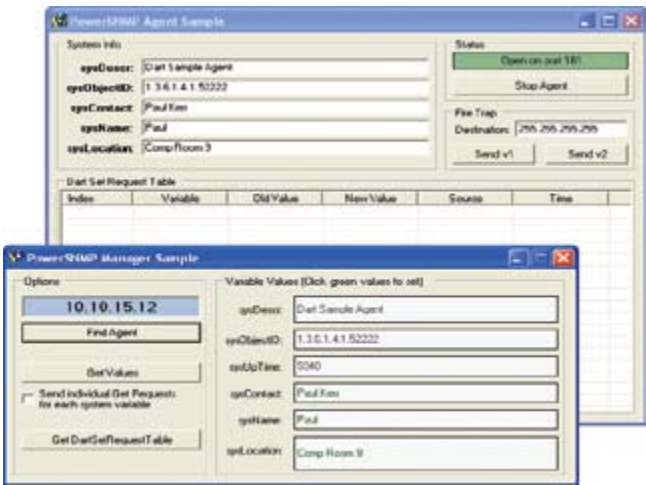 PowerSNMP Agent Sample
System Info
sysDescr: Dart Sample Agent
sysObjectID: 1.3.6.1.4.1.52222
sysContact: Paul
sysName: Paul
sysLocation: Comp Room 9
Status
Open on port 161
Stop Agent
Fire Trap
Destination: 255.255.255.255
Send v1 Send v2
Dart Set Request Table
Index Variable Old Value New Value Source Time
PowerSNMP Manager Sample
Options
10.10.15.12
Find Agent
Get Values
Send individual Get Requests
for each system variable
Get DartSetRequestTable
Variable Values (Click green values to set)
sysDescr: Dart Sample Agent
sysObjectID: 1.3.6.1.4.1.52222
sysUpTime:
sysContact: Paul
sysName: Paul
sysLocation: Comp Room 9